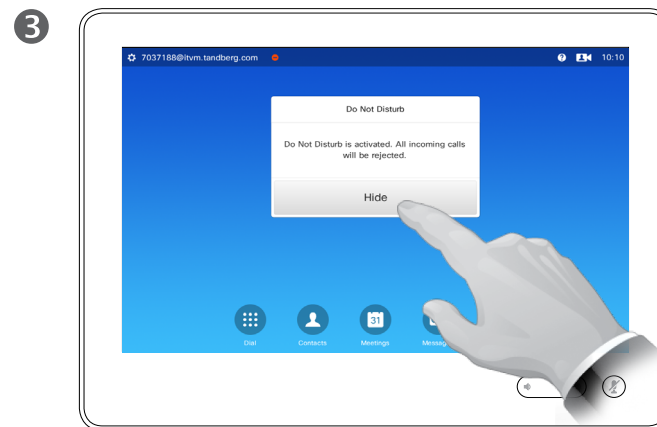 3
7037188@itvm.tandberg.com
10:10
Do Not Disturb
Do Not Disturb is activated. All incoming calls
will be rejected.
Hide
31
Dial Contacts Meetings